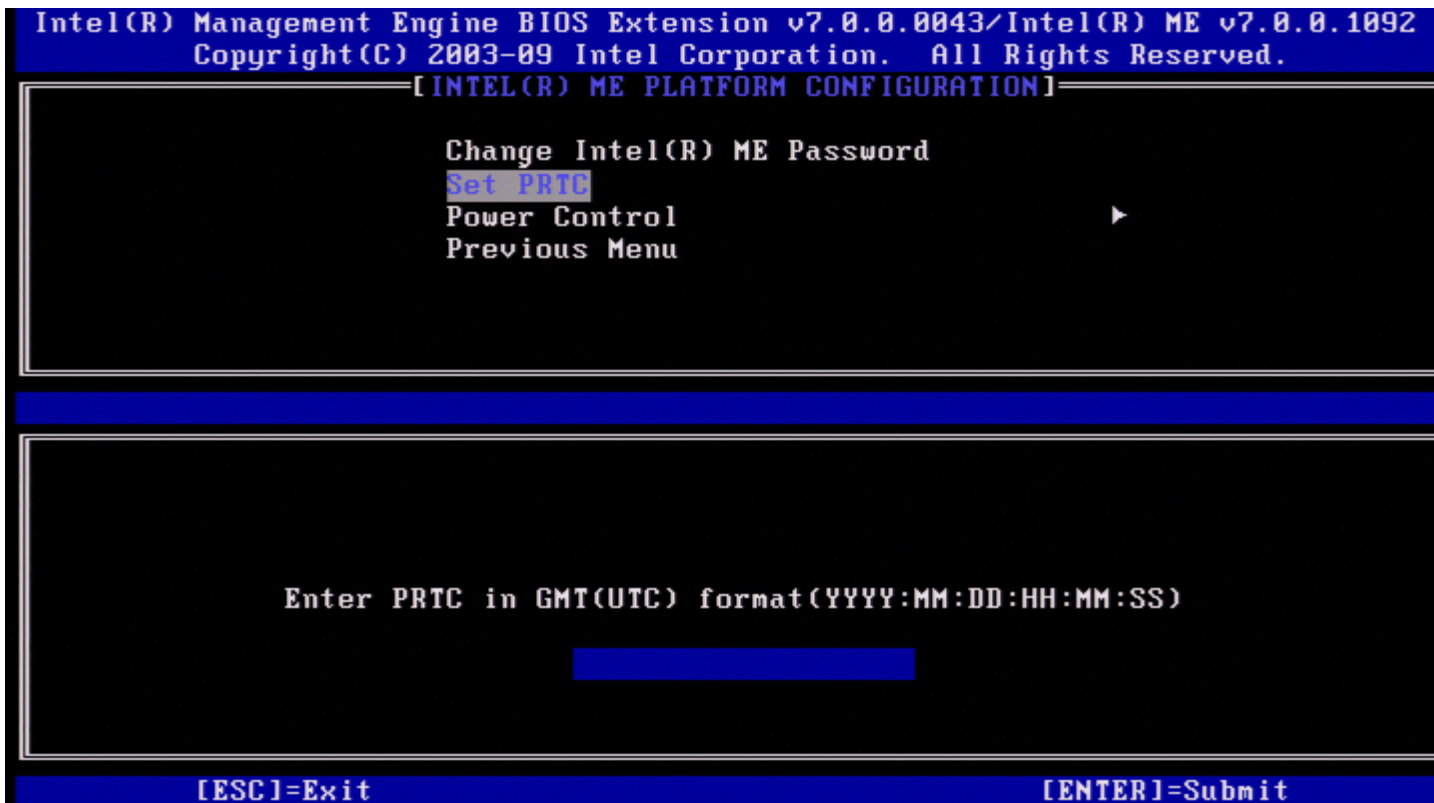 Intel(R) Management Engine BIOS Extension v7.0.0.0043/Intel(R) ME v7.0.0.1092
Copyright(C) 2003-09 Intel Corporation. All Rights Reserved.
[INTEL(R) ME PLATFORM CONFIGURATION]
Change Intel(R) ME Password
Set PRTC
Power Control
Previous Menu
Enter PRTC in GMT(UTC) format(YYYY:MM:DD:HH:MM:SS)
[ESC]=Exit [ENTER]=Submit